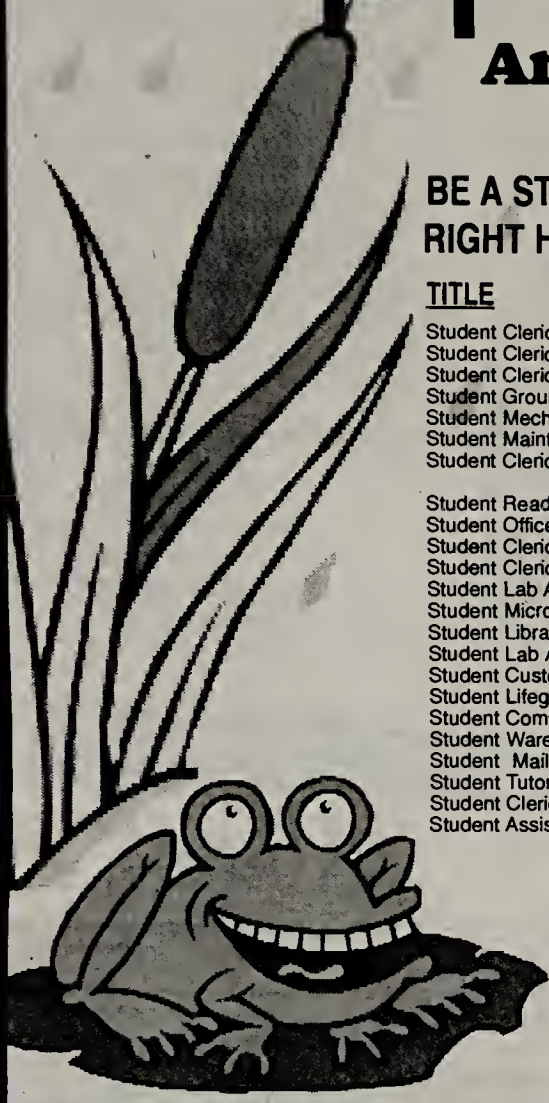 An
BE A ST
RIGHT H
TITLE
Student Cleric
Student Cleric
Student Cleric
Student Grou
Student Mech
Student Maint
Student Cleric
Student Read
Student Office
Student Cleric
Student Cleric
Student Lab A
Student Micro
Student Libra
Student Lab A
Student Custo
Student Lifeg
Student Com
Student Ware
Student Mail
Student Tutor
Student Cleric
Student Assis